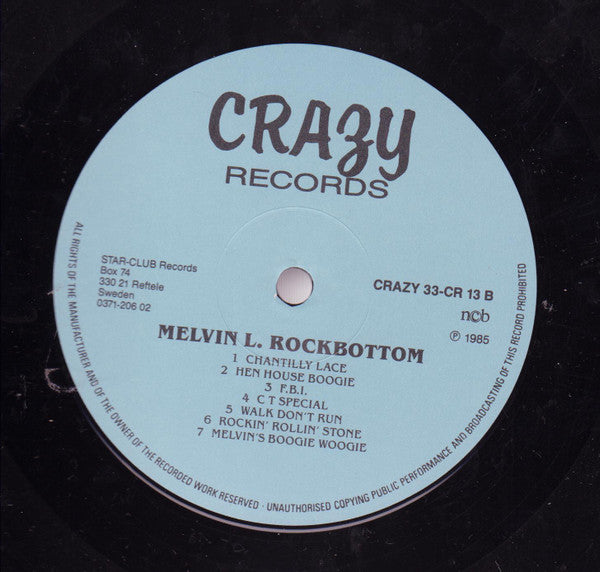 CRAZY
RECORDS
STAR-CLUB Records
Box 74
330 21 Reftele
Sweden
0371-206 02
CRAZY 33-CR 13 B
ncb
℗ 1985
MELVIN L. ROCKBOTTOM
1 CHANTILLY LACE
2 HEN HOUSE BOOGIE
3 F.B.I.
4 C T SPECIAL
5 WALK DON'T RUN
6 ROCKIN' ROLLIN' STONE
7 MELVIN'S BOOGIE WOOGIE
ALL RIGHTS OF THE MANUFACTURER AND OF THE OWNER OF THE RECORDED WORK RESERVED · UNAUTHORISED COPYING PUBLIC PERFORMANCE AND BROADCASTING OF THIS RECORD PROHIBITED